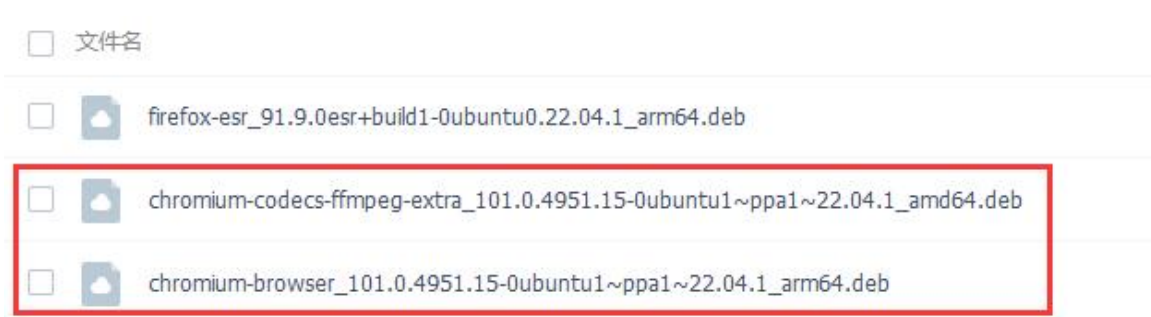 文件名
firefox-esr_91.9.0esr+build1-0ubuntu0.22.04.1_arm64.deb
chromium-codecs-ffmpeg-extra_101.0.4951.15-0ubuntu1~ppa1~22.04.1_amd64.deb
chromium-browser_101.0.4951.15-0ubuntu1~ppa1~22.04.1_arm64.deb